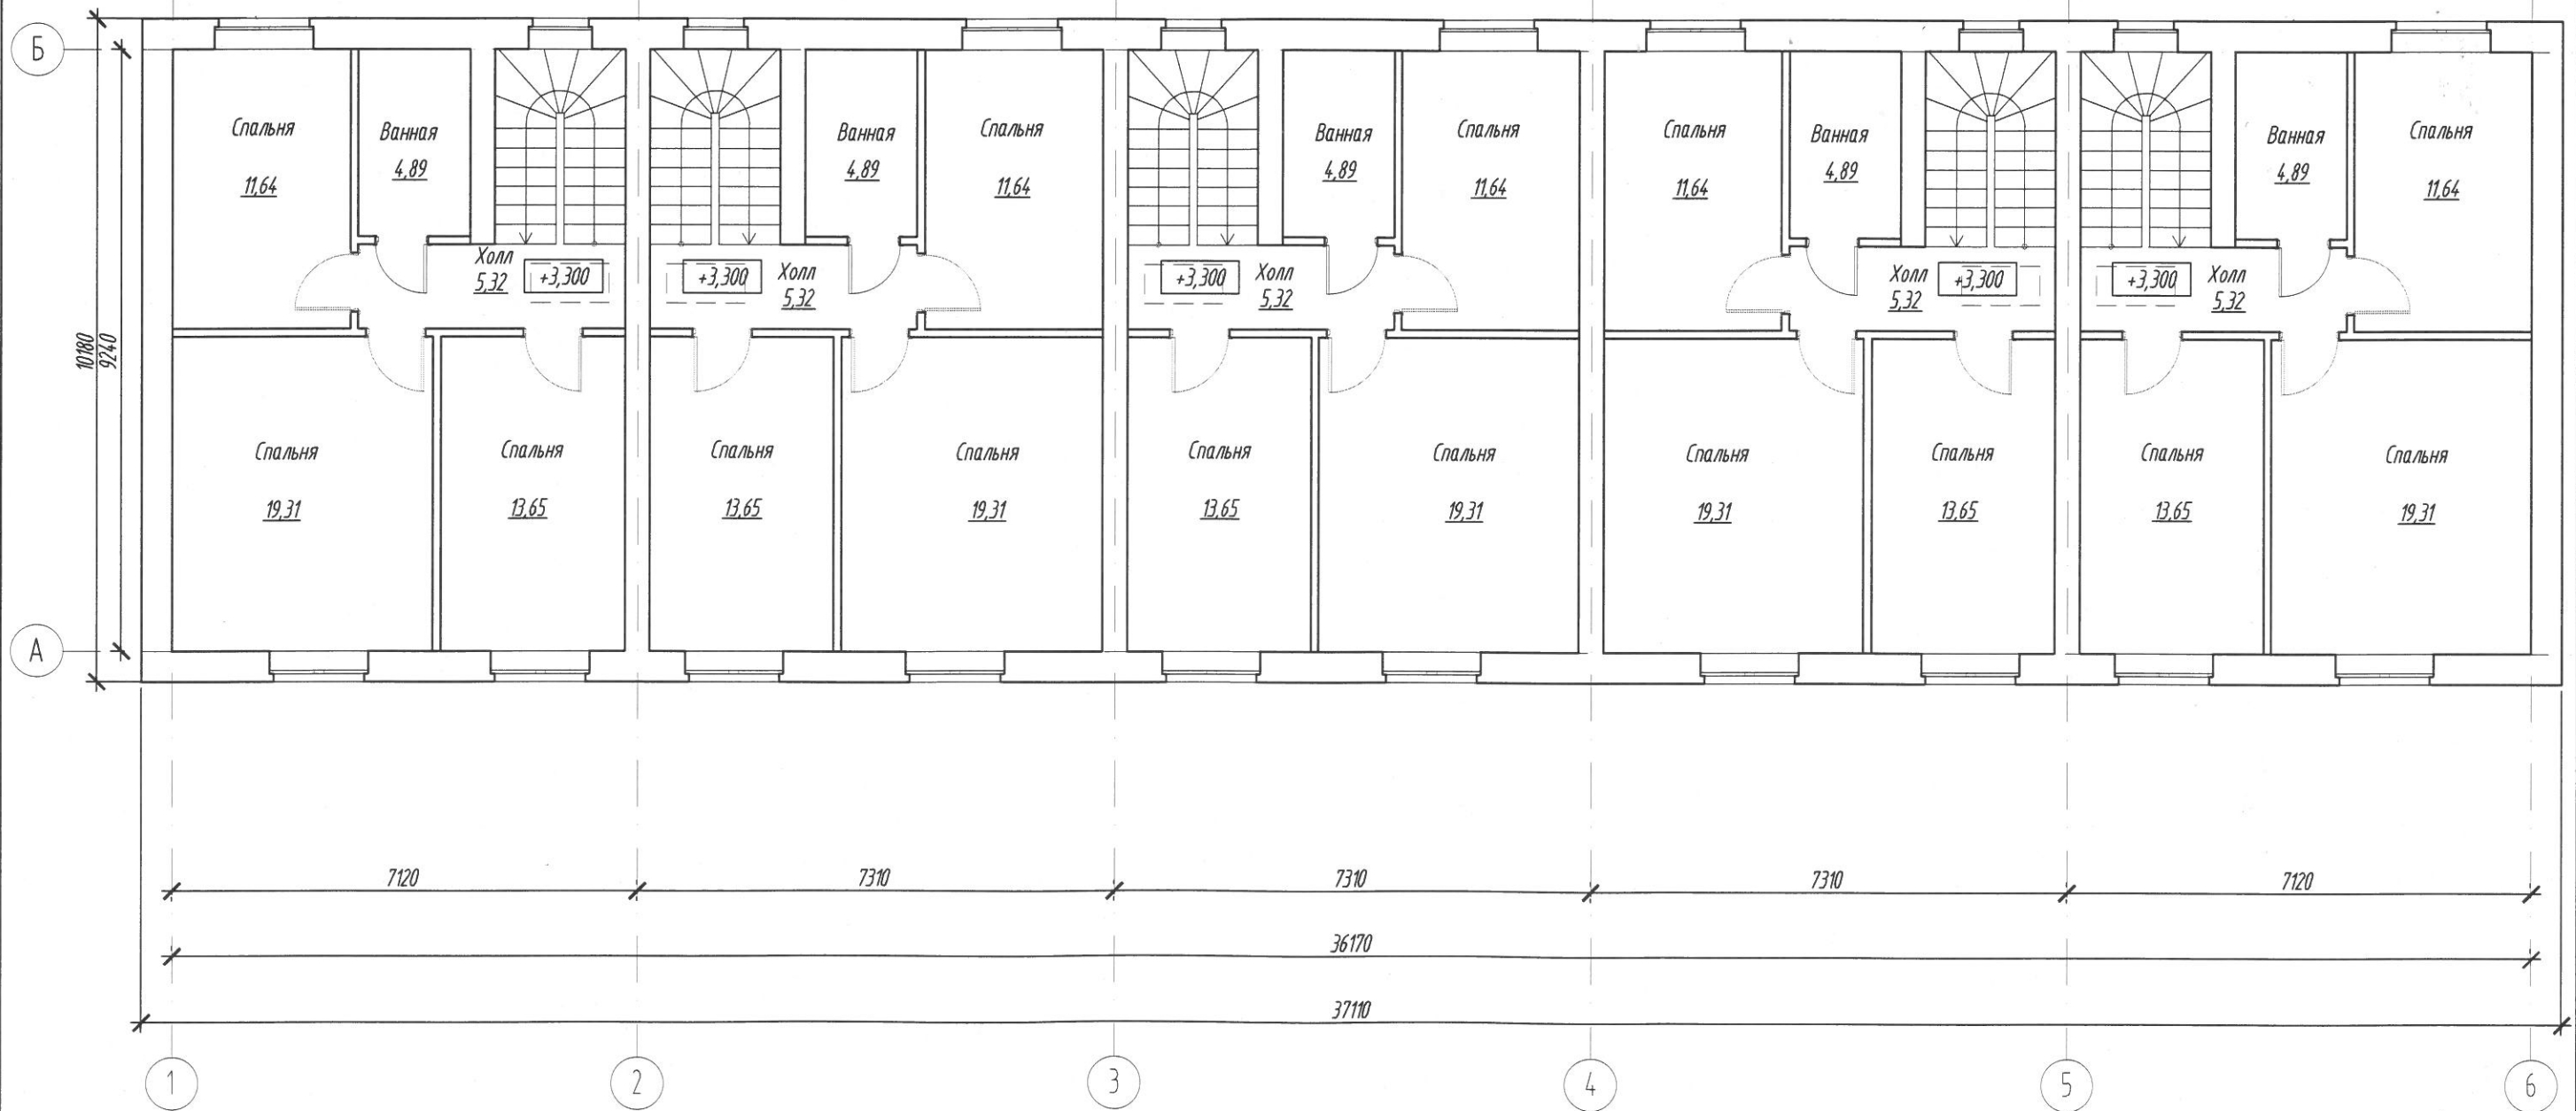 Б
Спальня
11,64
Ванная
4,89
Холл
5,32
+3,300
+3,300
Холл
5,32
Ванная
4,89
Спальня
11,64
+3,300
Холл
5,32
Ванная
4,89
Спальня
11,64
Спальня
11,64
Ванная
4,89
Холл
5,32
+3,300
+3,300
Холл
5,32
Ванная
4,89
Спальня
11,64
10180
9240
Спальня
19,31
Спальня
13,65
Спальня
13,65
Спальня
19,31
Спальня
13,65
Спальня
19,31
Спальня
19,31
Спальня
13,65
Спальня
13,65
Спальня
19,31
А
7120
7310
7310
7310
7120
36170
37110
1
2
3
4
5
6